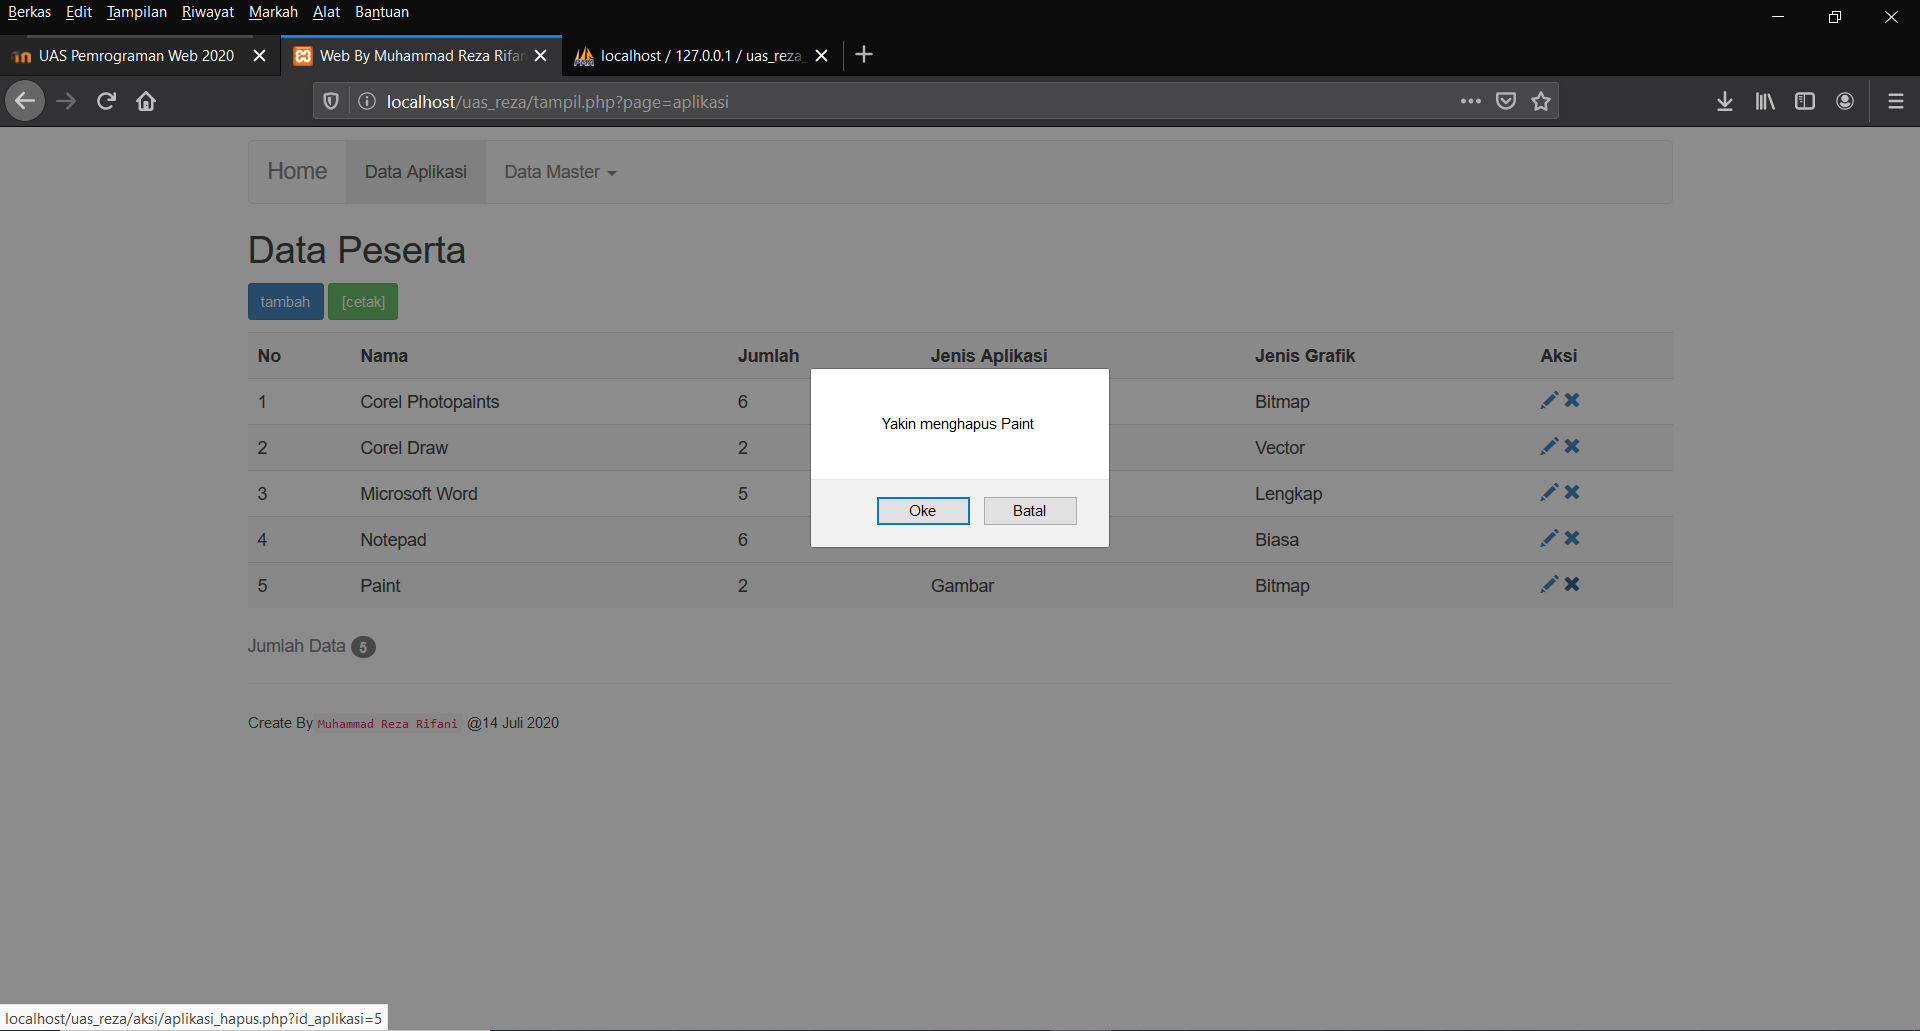 Berkas Edit Tampilan Riwayat Markah Alat Bantuan
UAS Pemrograman Web 2020 Web By Muhammad Reza Rifan localhost / 127.0.0.1 / uas_reza_
localhost/uas_reza/tampil.php?page=aplikasi
Home Data Aplikasi Data Master
Data Peserta
tambah [cetak]
No Nama Jumlah Jenis Aplikasi Jenis Grafik Aksi
1 Corel Photopaints 6 Bitmap
2 Corel Draw 2 Vector
3 Microsoft Word 5 Lengkap
4 Notepad 6 Biasa
5 Paint 2 Gambar Bitmap
Yakin menghapus Paint
Oke Batal
Jumlah Data 5
Create By Muhammad Reza Rifani @14 Juli 2020
localhost/uas_reza/aksi/aplikasi_hapus.php?id_aplikasi=5